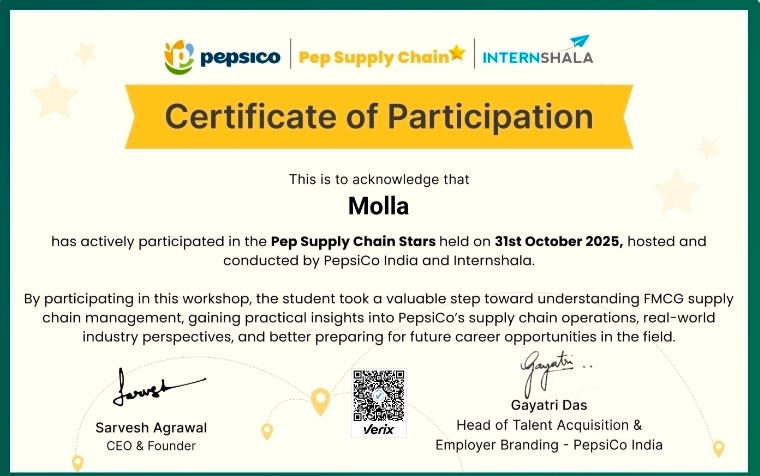 pepsico | Pep Supply Chain | INTERNSHALA
Certificate of Participation
This is to acknowledge that
Molla
has actively participated in the Pep Supply Chain Stars held on 31st October 2025, hosted and
conducted by PepsiCo India and Internshala.
By participating in this workshop, the student took a valuable step toward understanding FMCG supply
chain management, gaining practical insights into PepsiCo’s supply chain operations, real-world
industry perspectives, and better preparing for future career opportunities in the field.
Sarvesh
Sarvesh Agrawal
CEO & Founder
Verix
Gayatri ..
Gayatri Das
Head of Talent Acquisition &
Employer Branding - PepsiCo India